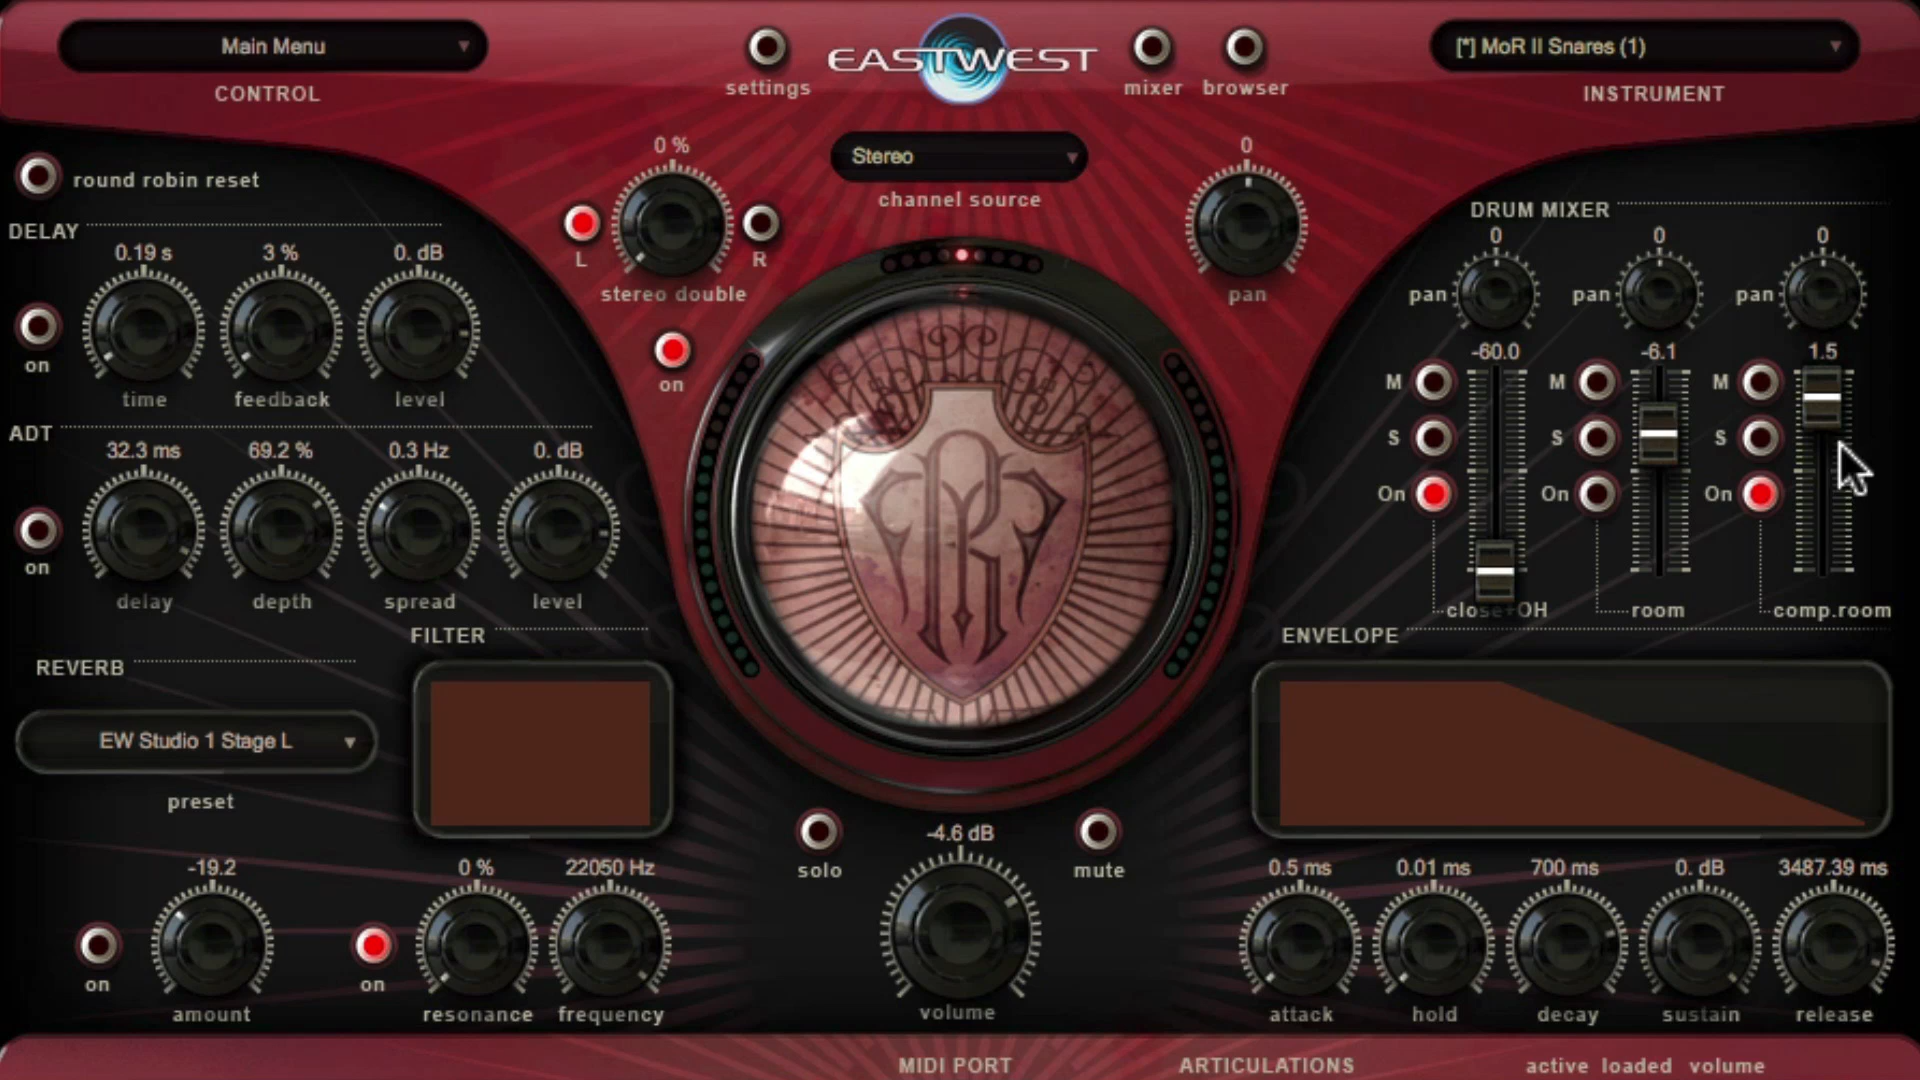 Main Menu
CONTROL
settings
EASTWEST
mixer
browser
[*] MoR II Snares (1)
INSTRUMENT
round robin reset
0 %
L
R
stereo double
on
Stereo
channel source
0
pan
DELAY
0.19 s
3 %
0. dB
on
time
feedback
level
ADT
32.3 ms
69.2 %
0.3 Hz
0. dB
on
delay
depth
spread
level
DRUM MIXER
0
0
0
pan
pan
pan
-60.0
-6.1
1.5
M
M
M
S
S
S
On
On
On
close+OH
room
comp.room
REVERB
EW Studio 1 Stage L
preset
-19.2
on
amount
FILTER
0 %
22050 Hz
on
resonance
frequency
solo
-4.6 dB
mute
volume
ENVELOPE
0.5 ms
0.01 ms
700 ms
0. dB
3487.39 ms
attack
hold
decay
sustain
release
MIDI PORT
ARTICULATIONS
active loaded volume